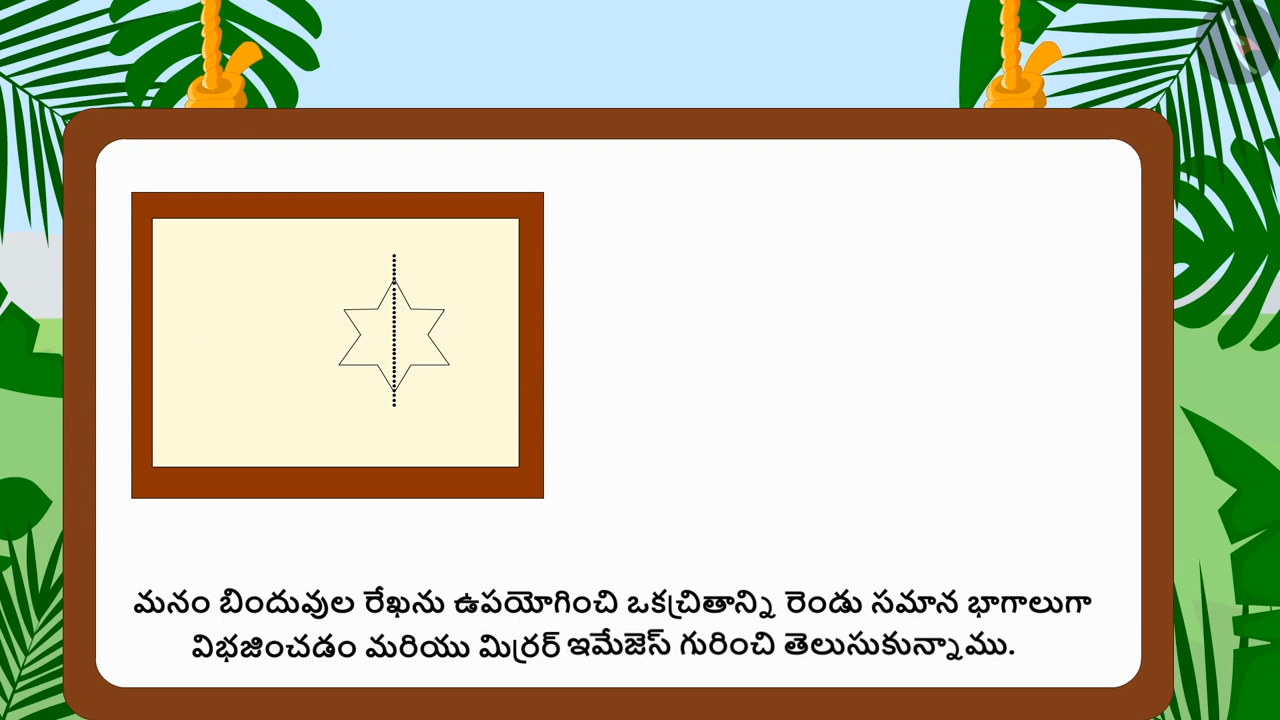 మనం బిందువుల రేఖను ఉపయోగించి ఒకచిత్రాన్ని రెండు సమాన భాగాలుగా
విభజించడం మరియు మిర్రర్ ఇమేజెస్ గురించి తెలుసుకున్నాము.